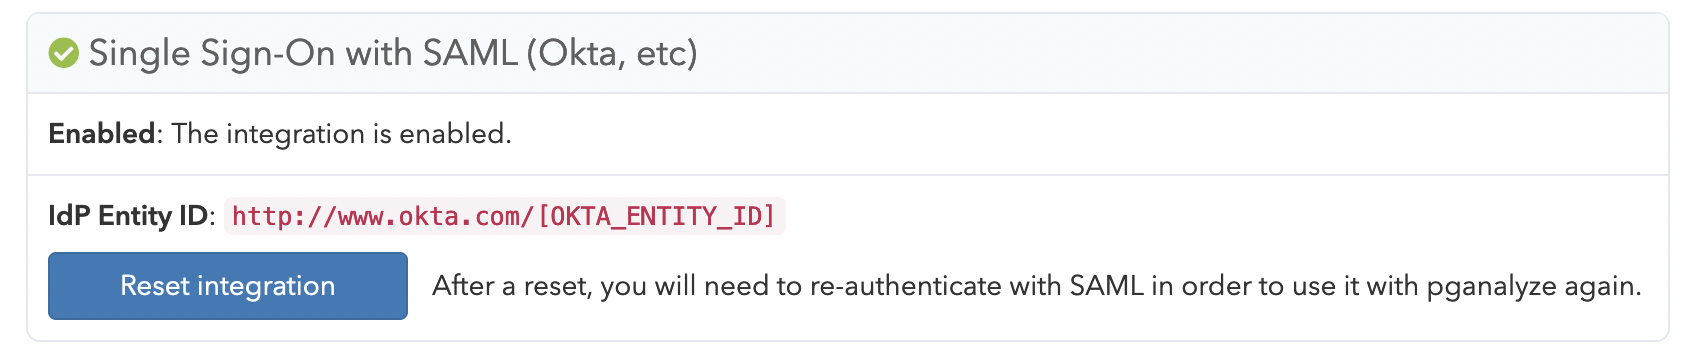 Single Sign-On with SAML (Okta, etc)
Enabled: The integration is enabled.
IdP Entity ID: http://www.okta.com/[OKTA_ENTITY_ID]
Reset integration After a reset, you will need to re-authenticate with SAML in order to use it with pganalyze again.